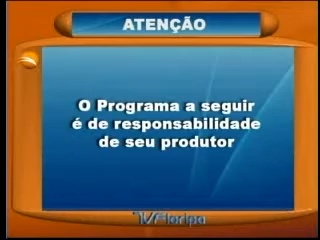 ATENÇÃO
O Programa a seguir
é de responsabilidade
de seu produtor
TVFloripa